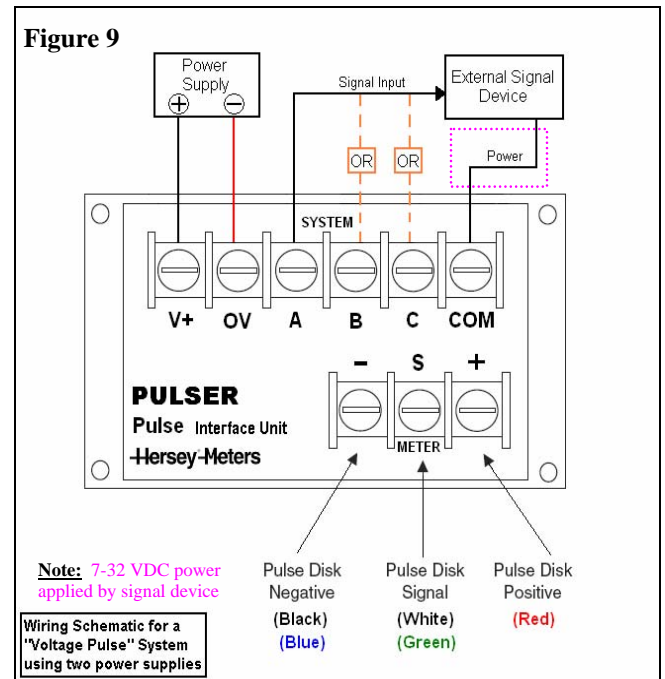 Figure 9
Power
Supply
+
−
Signal Input
External Signal
Device
OR
OR
Power
SYSTEM
V+ OV A B C COM
− S +
PULSER
Pulse Interface Unit
Hersey Meters
METER
Note: 7-32 VDC power
applied by signal device
Pulse Disk
Negative
(Black)
(Blue)
Pulse Disk
Signal
(White)
(Green)
Pulse Disk
Positive
(Red)
Wiring Schematic for a
"Voltage Pulse" System
using two power supplies